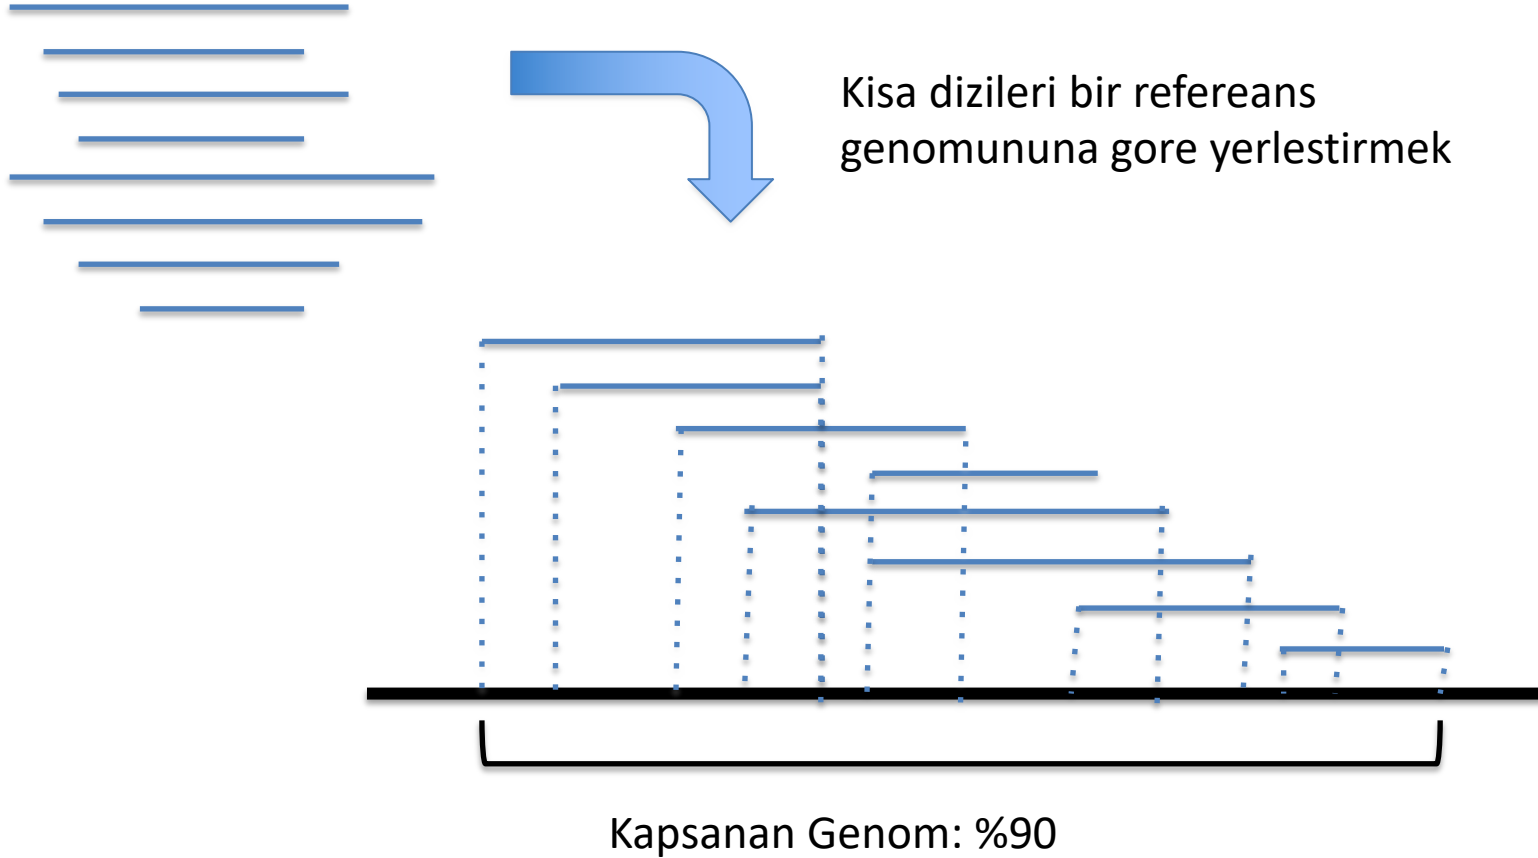 Kisa dizileri bir refereans
genomununa gore yerlestirmek
Kapsanan Genom: %90